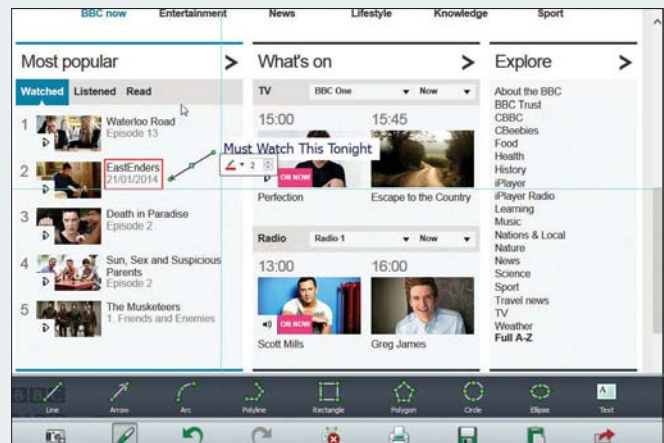 BBC now Entertainment News Lifestyle Knowledge Sport
Most popular
Watched Listened Read
1 Waterloo Road
Episode 13
2 EastEnders
21/01/2014
3 Death in Paradise
Episode 2
4 Sun, Sex and Suspicious
Parents
Episode 2
5 The Musketeers
1. Friends and Enemies
Must Watch This Tonight
2
What's on
TV BBC One Now
15:00 15:45
ON NOW
Perfection Escape to the Country
Radio Radio 1 Now
13:00 16:00
ON NOW
Scott Mills Greg James
Explore
About the BBC
BBC Trust
CBBC
CBeebies
Food
Health
History
iPlayer
iPlayer Radio
Learning
Music
Nations & Local
Nature
News
Science
Sport
Travel news
TV
Weather
Full A-Z
BBC
Line Arrow Arc Polyline Rectangle Polygon Circle Ellipse Text